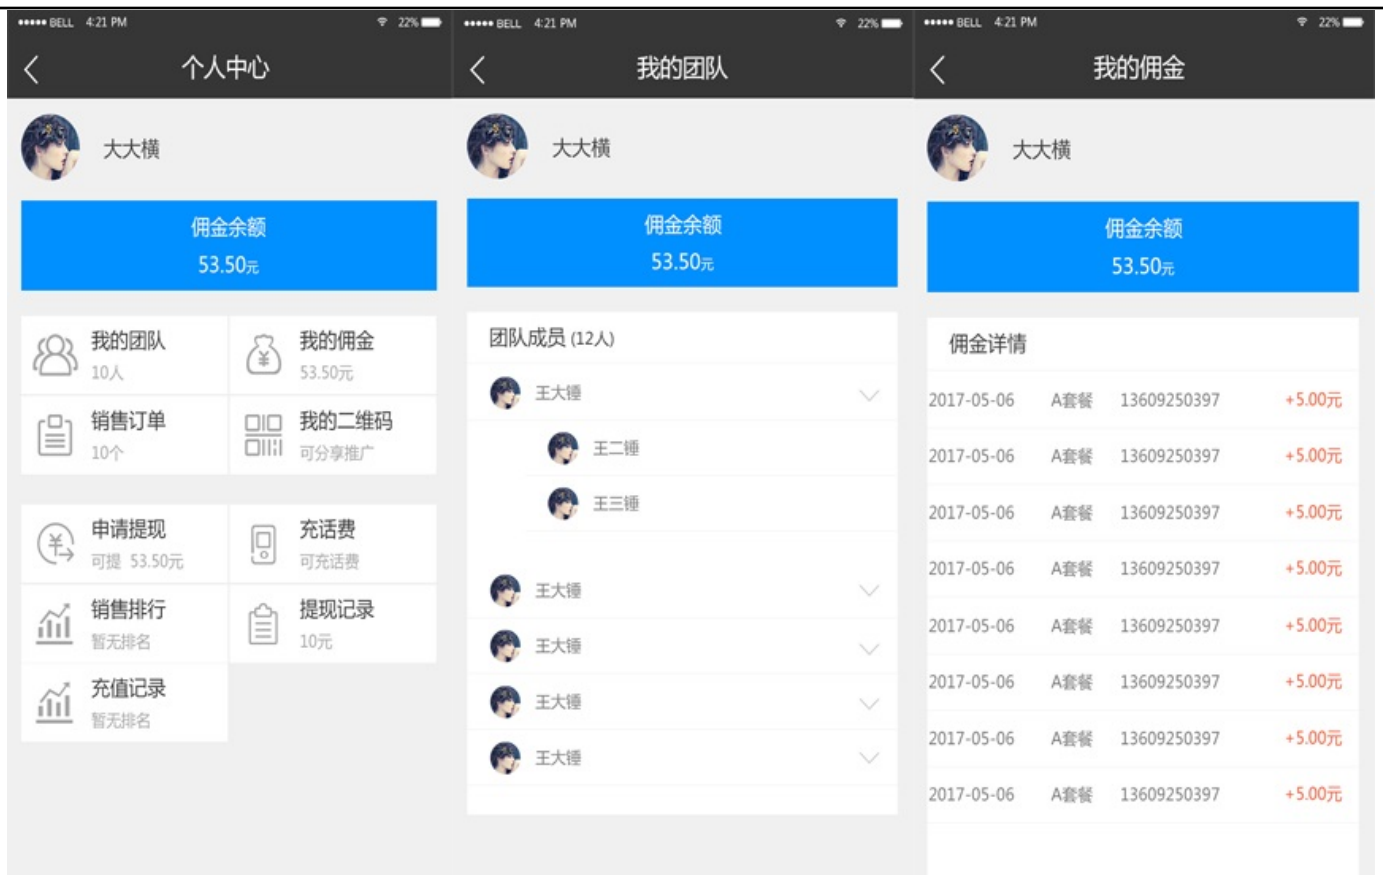 BELL 4:21 PM 22%
个人中心
大大横
佣金余额
53.50元
我的团队
10人
我的佣金
53.50元
销售订单
10个
我的二维码
可分享推广
申请提现
可提 53.50元
充话费
可充话费
销售排行
暂无排名
提现记录
10元
充值记录
暂无排名
BELL 4:21 PM 22%
我的团队
大大横
佣金余额
53.50元
团队成员 (12人)
王大锤
王二锤
王三锤
王大锤
王大锤
王大锤
王大锤
BELL 4:21 PM 22%
我的佣金
大大横
佣金余额
53.50元
佣金详情
2017-05-06 A套餐 13609250397 +5.00元
2017-05-06 A套餐 13609250397 +5.00元
2017-05-06 A套餐 13609250397 +5.00元
2017-05-06 A套餐 13609250397 +5.00元
2017-05-06 A套餐 13609250397 +5.00元
2017-05-06 A套餐 13609250397 +5.00元
2017-05-06 A套餐 13609250397 +5.00元
2017-05-06 A套餐 13609250397 +5.00元